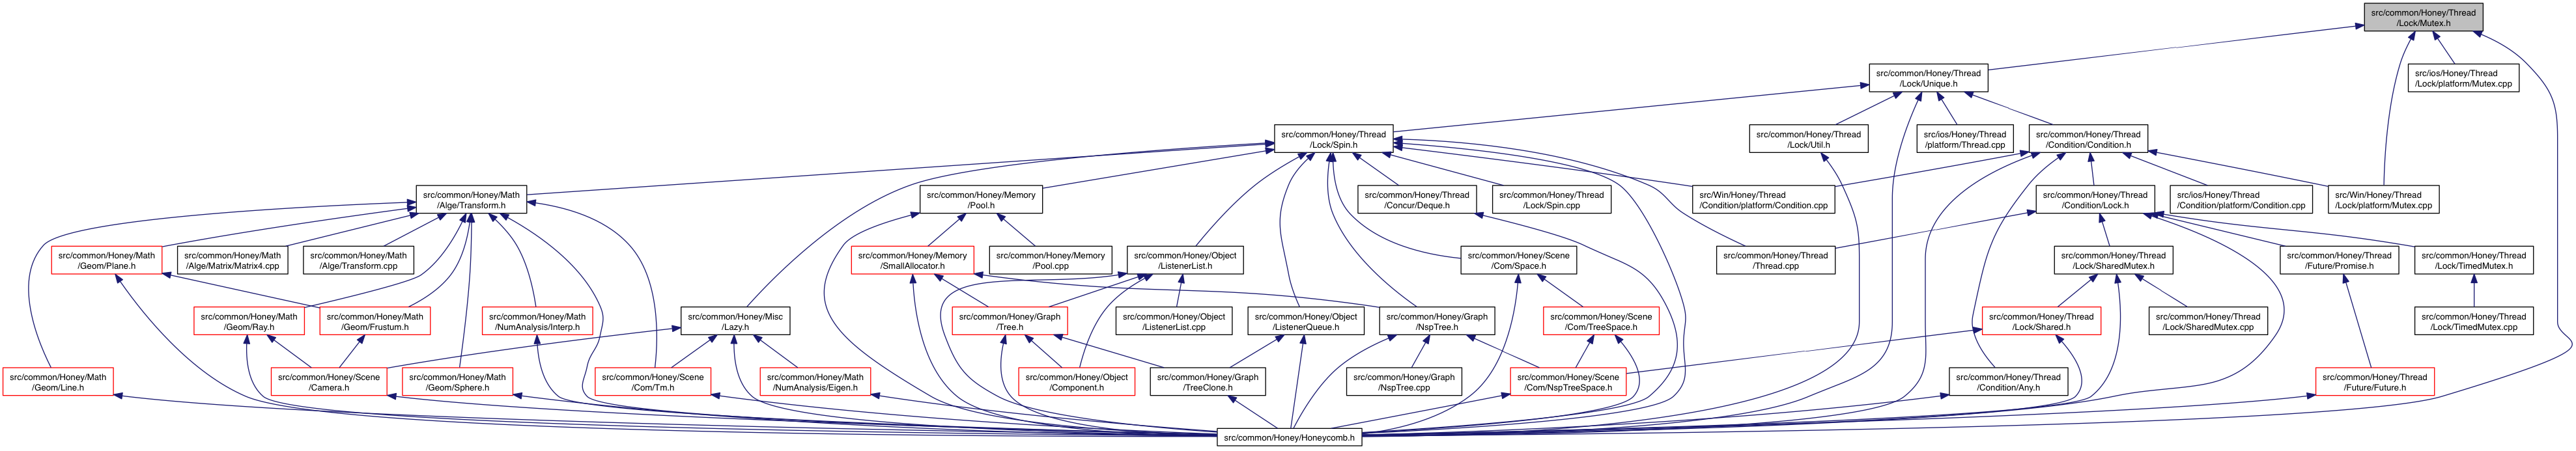 src/common/Honey/Thread
/Lock/Mutex.h
src/common/Honey/Thread
/Lock/Unique.h
src/ios/Honey/Thread
/Lock/platform/Mutex.cpp
src/common/Honey/Thread
/Lock/Spin.h
src/common/Honey/Thread
/Lock/Util.h
src/ios/Honey/Thread
/platform/Thread.cpp
src/common/Honey/Thread
/Condition/Condition.h
src/common/Honey/Math
/Alge/Transform.h
src/common/Honey/Memory
/Pool.h
src/common/Honey/Thread
/Concur/Deque.h
src/common/Honey/Thread
/Lock/Spin.cpp
src/Win/Honey/Thread
/Condition/platform/Condition.cpp
src/common/Honey/Thread
/Condition/Lock.h
src/ios/Honey/Thread
/Condition/platform/Condition.cpp
src/Win/Honey/Thread
/Lock/platform/Mutex.cpp
src/common/Honey/Math
/Geom/Plane.h
src/common/Honey/Math
/Alge/Matrix/Matrix4.cpp
src/common/Honey/Math
/Alge/Transform.cpp
src/common/Honey/Memory
/SmallAllocator.h
src/common/Honey/Memory
/Pool.cpp
src/common/Honey/Object
/ListenerList.h
src/common/Honey/Scene
/Com/Space.h
src/common/Honey/Thread
/Thread.cpp
src/common/Honey/Thread
/Lock/SharedMutex.h
src/common/Honey/Thread
/Future/Promise.h
src/common/Honey/Thread
/Lock/TimedMutex.h
src/common/Honey/Math
/Geom/Ray.h
src/common/Honey/Math
/Geom/Frustum.h
src/common/Honey/Math
/NumAnalysis/Interp.h
src/common/Honey/Misc
/Lazy.h
src/common/Honey/Graph
/Tree.h
src/common/Honey/Object
/ListenerList.cpp
src/common/Honey/Object
/ListenerQueue.h
src/common/Honey/Graph
/NspTree.h
src/common/Honey/Scene
/Com/TreeSpace.h
src/common/Honey/Thread
/Lock/Shared.h
src/common/Honey/Thread
/Lock/SharedMutex.cpp
src/common/Honey/Thread
/Lock/TimedMutex.cpp
src/common/Honey/Math
/Geom/Line.h
src/common/Honey/Scene
/Camera.h
src/common/Honey/Math
/Geom/Sphere.h
src/common/Honey/Scene
/Com/Tm.h
src/common/Honey/Math
/NumAnalysis/Eigen.h
src/common/Honey/Object
/Component.h
src/common/Honey/Graph
/TreeClone.h
src/common/Honey/Graph
/NspTree.cpp
src/common/Honey/Scene
/Com/NspTreeSpace.h
src/common/Honey/Thread
/Condition/Any.h
src/common/Honey/Thread
/Future/Future.h
src/common/Honey/Honeycomb.h